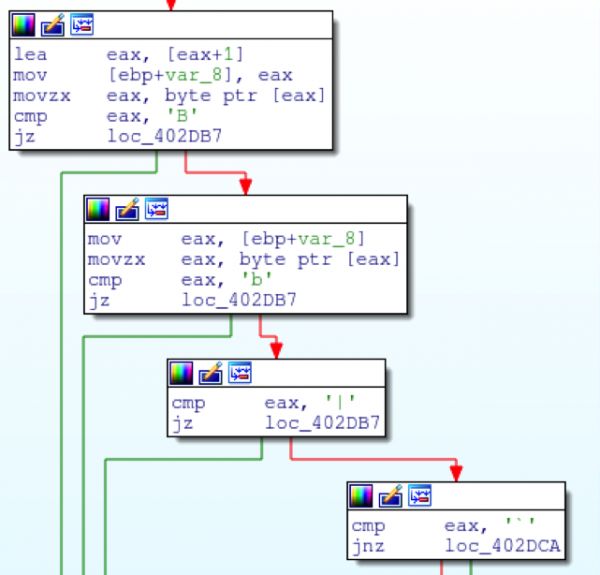 lea eax, [eax+1]
mov [ebp+var_8], eax
movzx eax, byte ptr [eax]
cmp eax, 'B'
jz loc_402DB7
mov eax, [ebp+var_8]
movzx eax, byte ptr [eax]
cmp eax, 'b'
jz loc_402DB7
cmp eax, '|'
jz loc_402DB7
cmp eax, '`'
jnz loc_402DCA